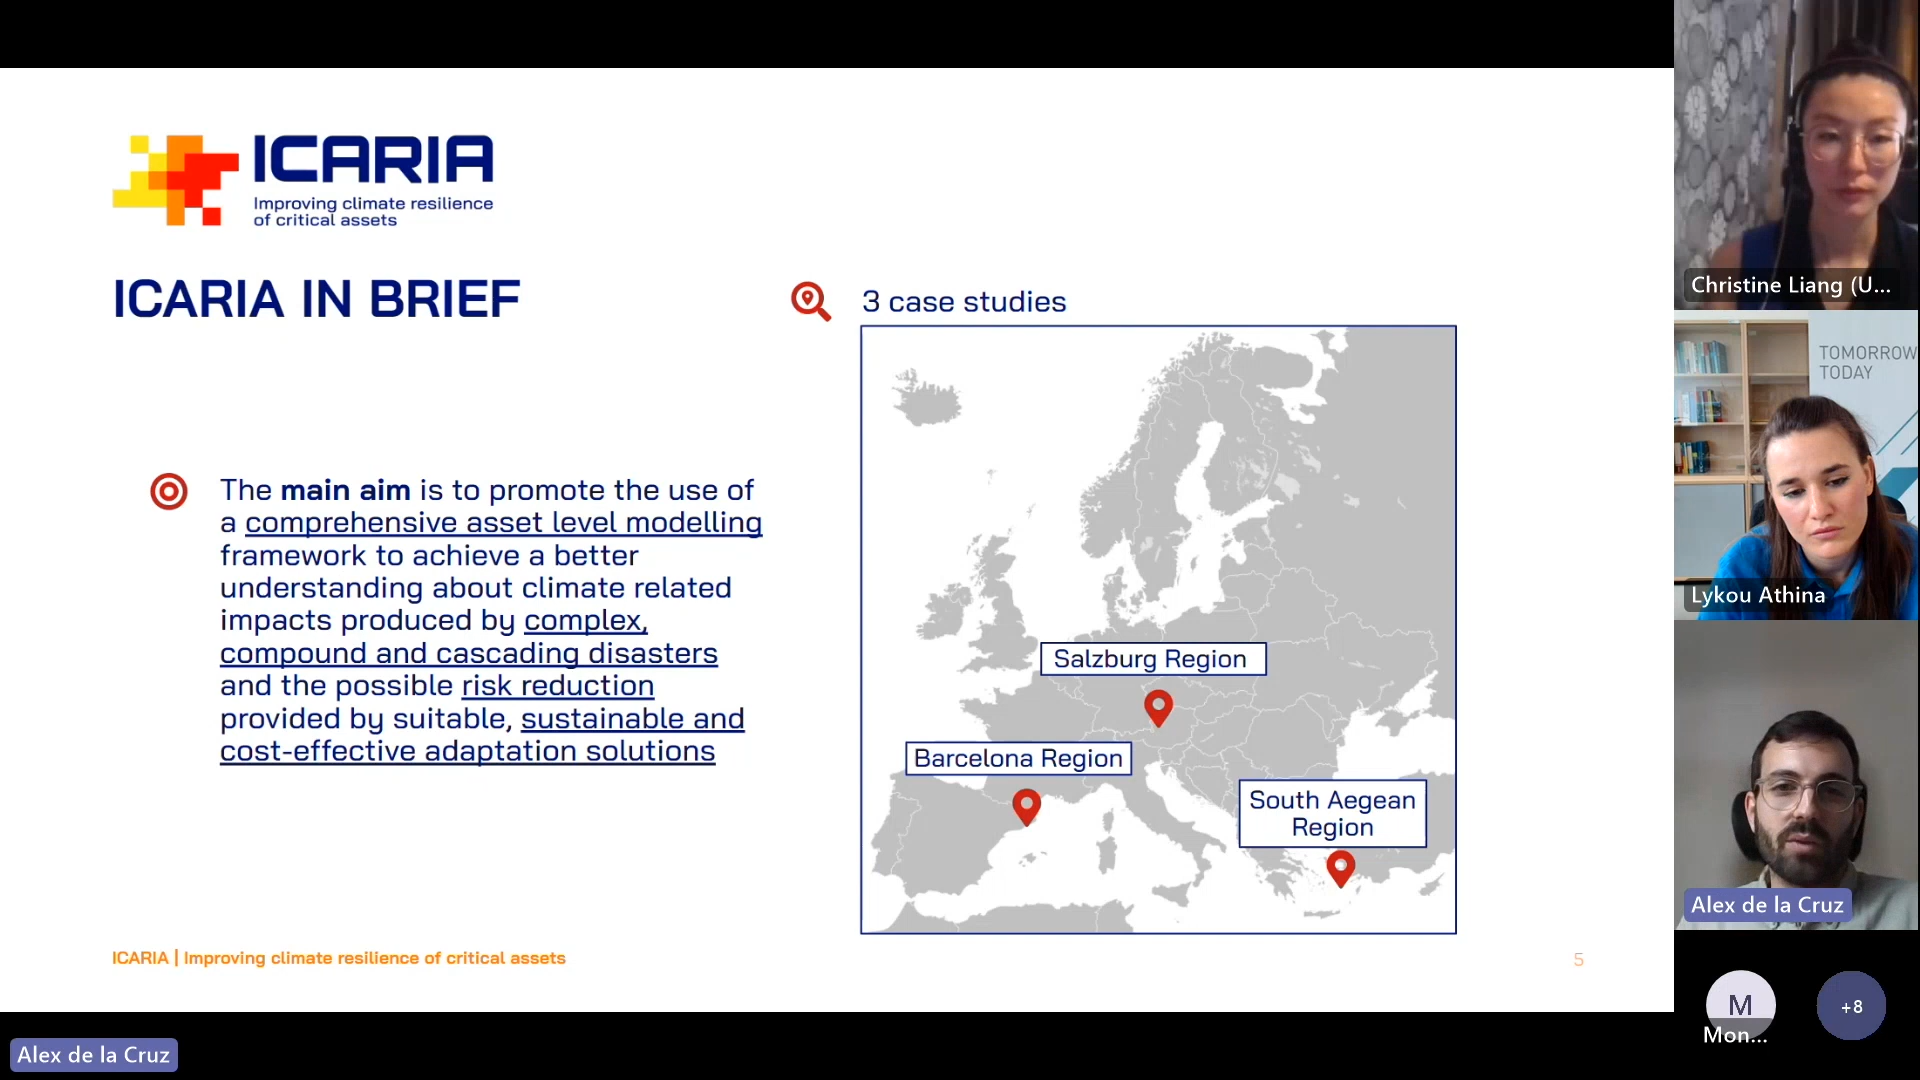 ICARIA
Improving climate resilience
of critical assets
ICARIA IN BRIEF
The main aim is to promote the use of
a comprehensive asset level modelling
framework to achieve a better
understanding about climate related
impacts produced by complex,
compound and cascading disasters
and the possible risk reduction
provided by suitable, sustainable and
cost-effective adaptation solutions
3 case studies
Salzburg Region
Barcelona Region
South Aegean
Region
ICARIA | Improving climate resilience of critical assets
5
Alex de la Cruz
Christine Liang (U...
TOMORROW
TODAY
Lykou Athina
Alex de la Cruz
M
Mon...
+8